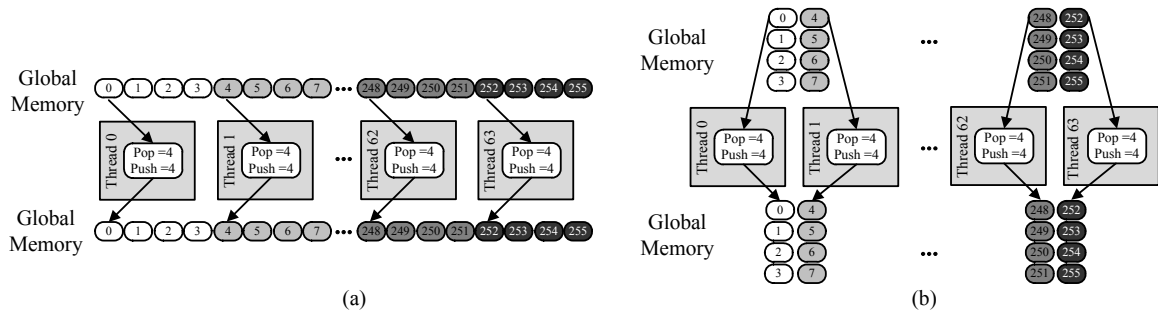 Global
Memory
0 1 2 3 4 5 6 7 ... 248 249 250 251 252 253 254 255
Thread 0
Pop =4
Push =4
Thread 1
Pop =4
Push =4
...
Thread 62
Pop =4
Push =4
Thread 63
Pop =4
Push =4
Global
Memory
0 1 2 3 4 5 6 7 ... 248 249 250 251 252 253 254 255
(a)
Global
Memory
0 4
1 5
2 6
3 7
...
248 252
249 253
250 254
251 255
Thread 0
Pop =4
Push =4
Thread 1
Pop =4
Push =4
...
Thread 62
Pop =4
Push =4
Thread 63
Pop =4
Push =4
Global
Memory
0 4
1 5
2 6
3 7
...
248 252
249 253
250 254
251 255
(b)